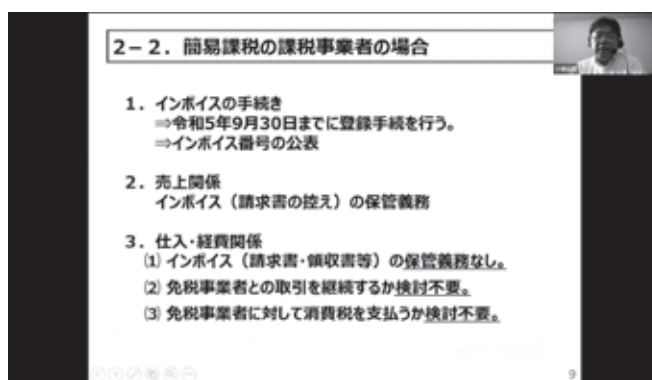 2－2．簡易課税の課税事業者の場合
1．インボイスの手続き
⇒令和5年9月30日までに登録手続を行う。
⇒インボイス番号の公表
2．売上関係
インボイス（請求書の控え）の保管義務
3．仕入・経費関係
⑴ インボイス（請求書・領収書等）の保管義務なし。
⑵ 免税事業者との取引を継続するか検討不要。
⑶ 免税事業者に対して消費税を支払うか検討不要。
9